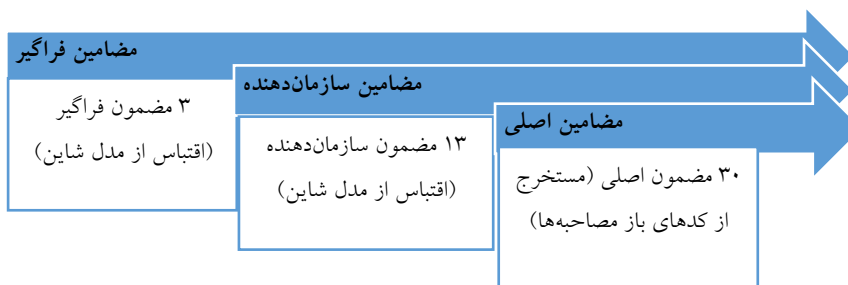 مضامین فراگیر
۳ مضمون فراگیر
(اقتباس از مدل شاین)
مضامین سازمان‌دهنده
۱۳ مضمون سازمان‌دهنده
(اقتباس از مدل شاین)
مضامین اصلی
۳۰ مضمون اصلی (مستخرج
از کدهای باز مصاحبه‌ها)